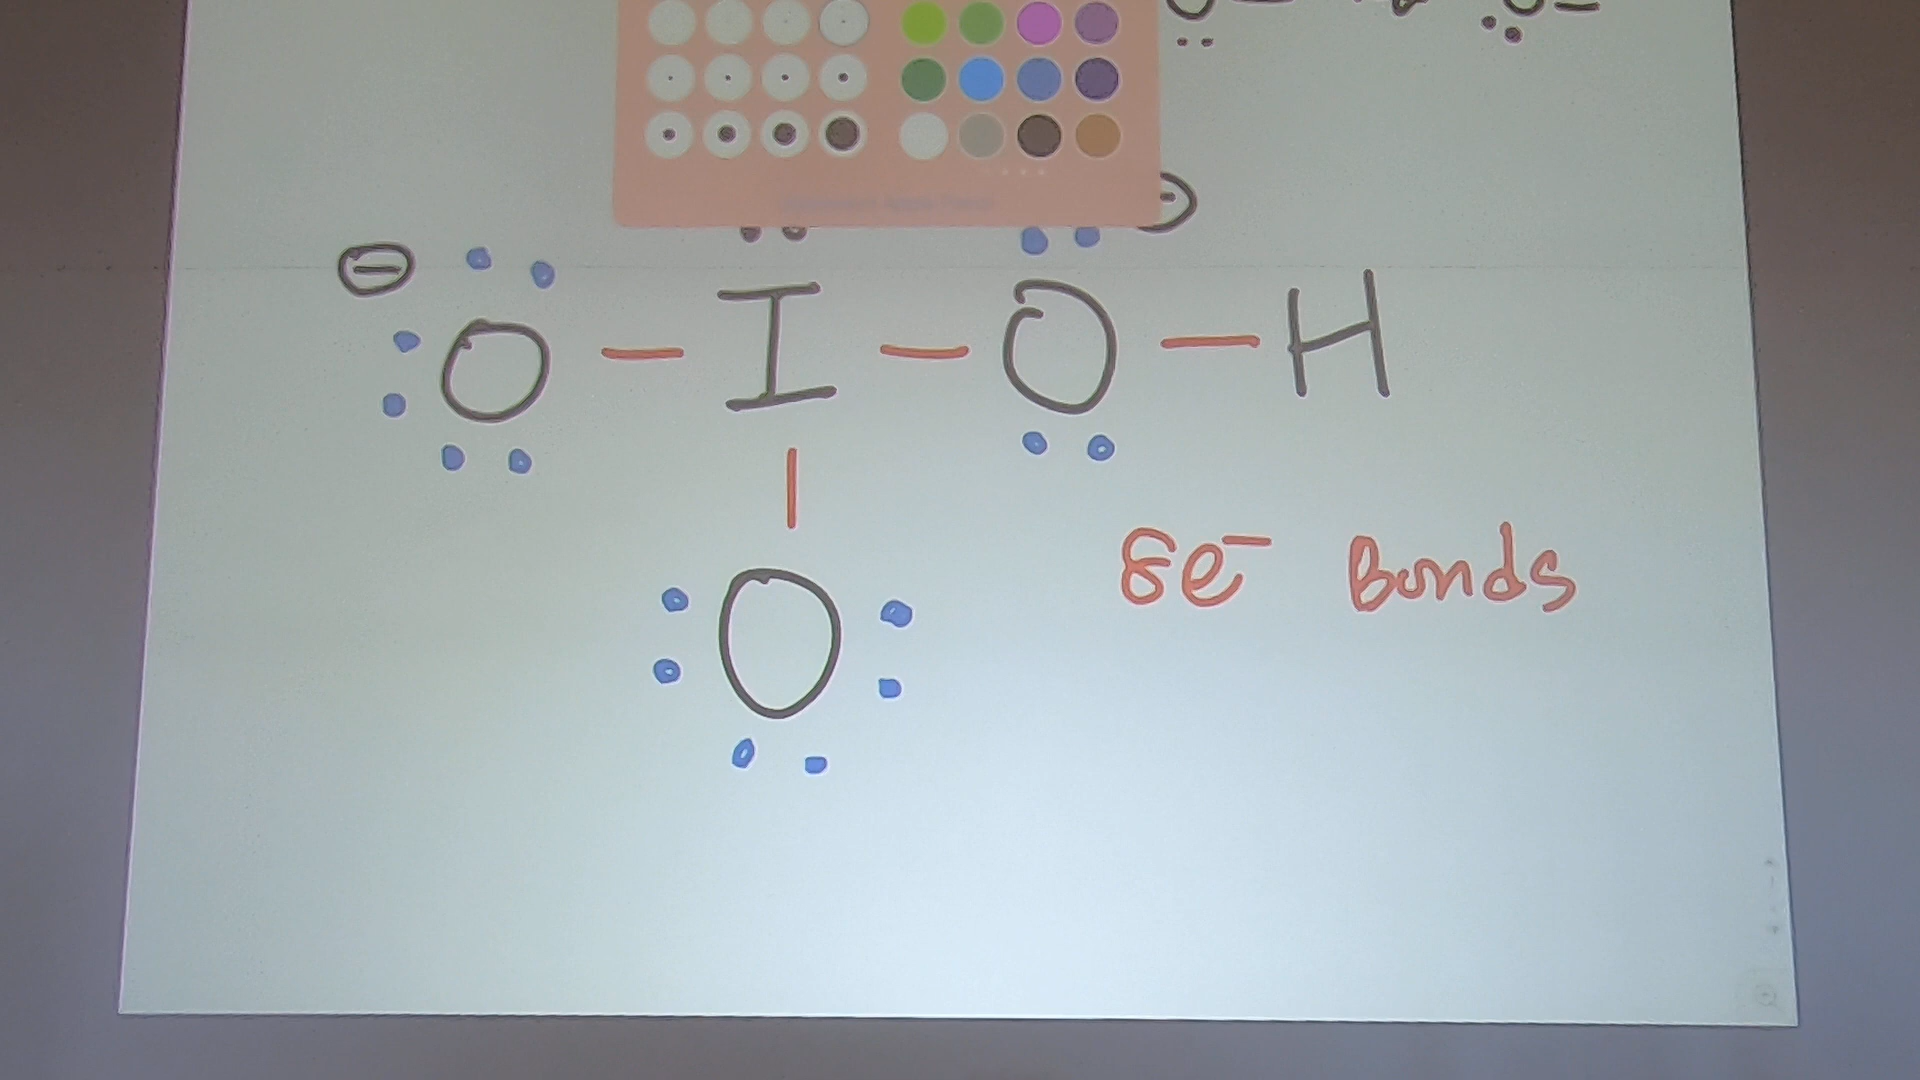 O – I – O – H
|
O
8e⁻ Bonds